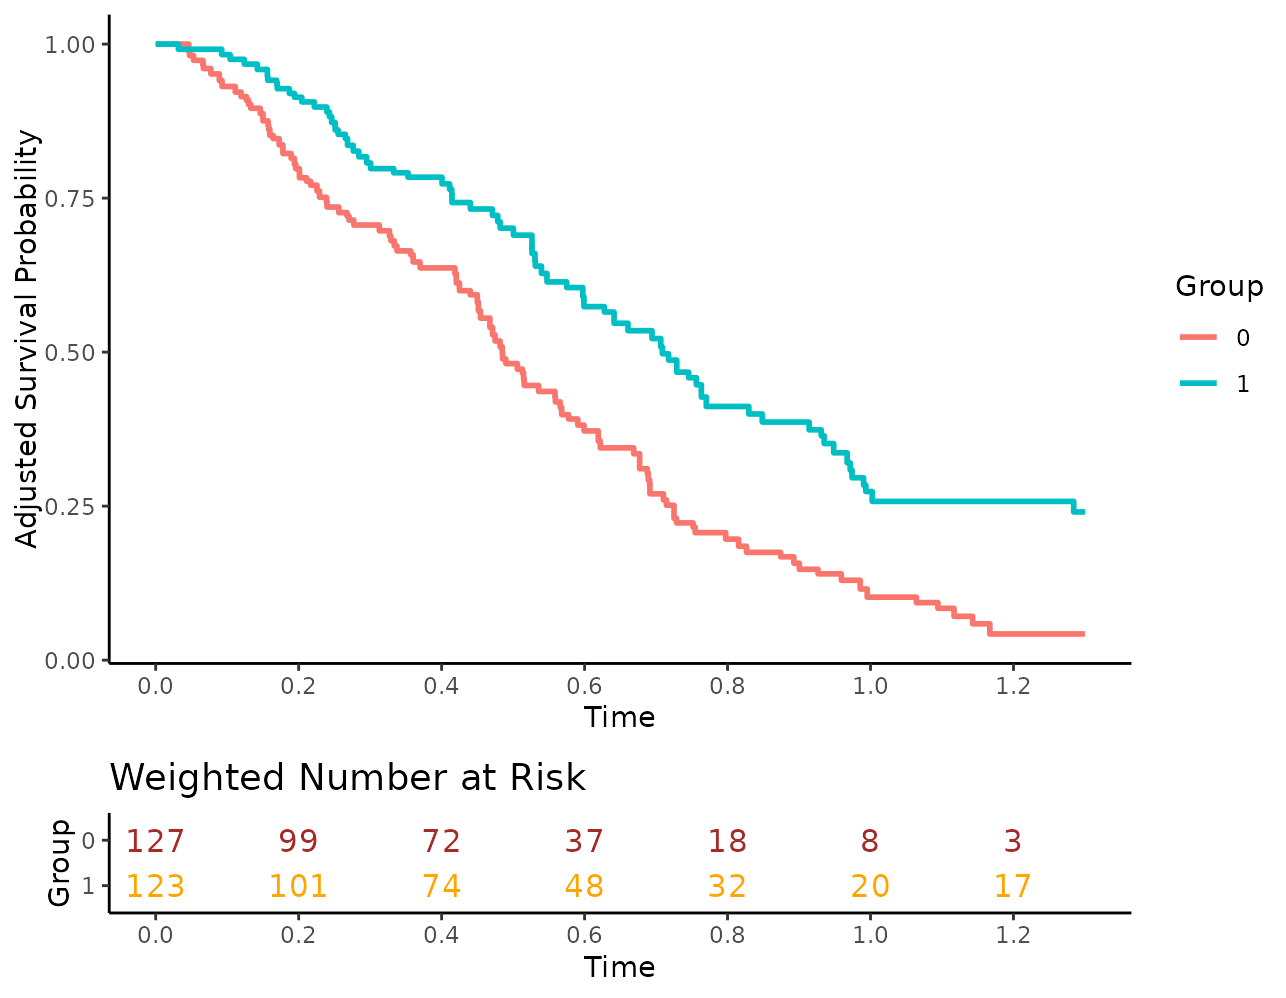 Adjusted Survival Probability
1.00
0.75
0.50
0.25
0.00
0.0 0.2 0.4 0.6 0.8 1.0 1.2
Time
Group
0
1
Weighted Number at Risk
Group
0 127 99 72 37 18 8 3
1 123 101 74 48 32 20 17
0.0 0.2 0.4 0.6 0.8 1.0 1.2
Time